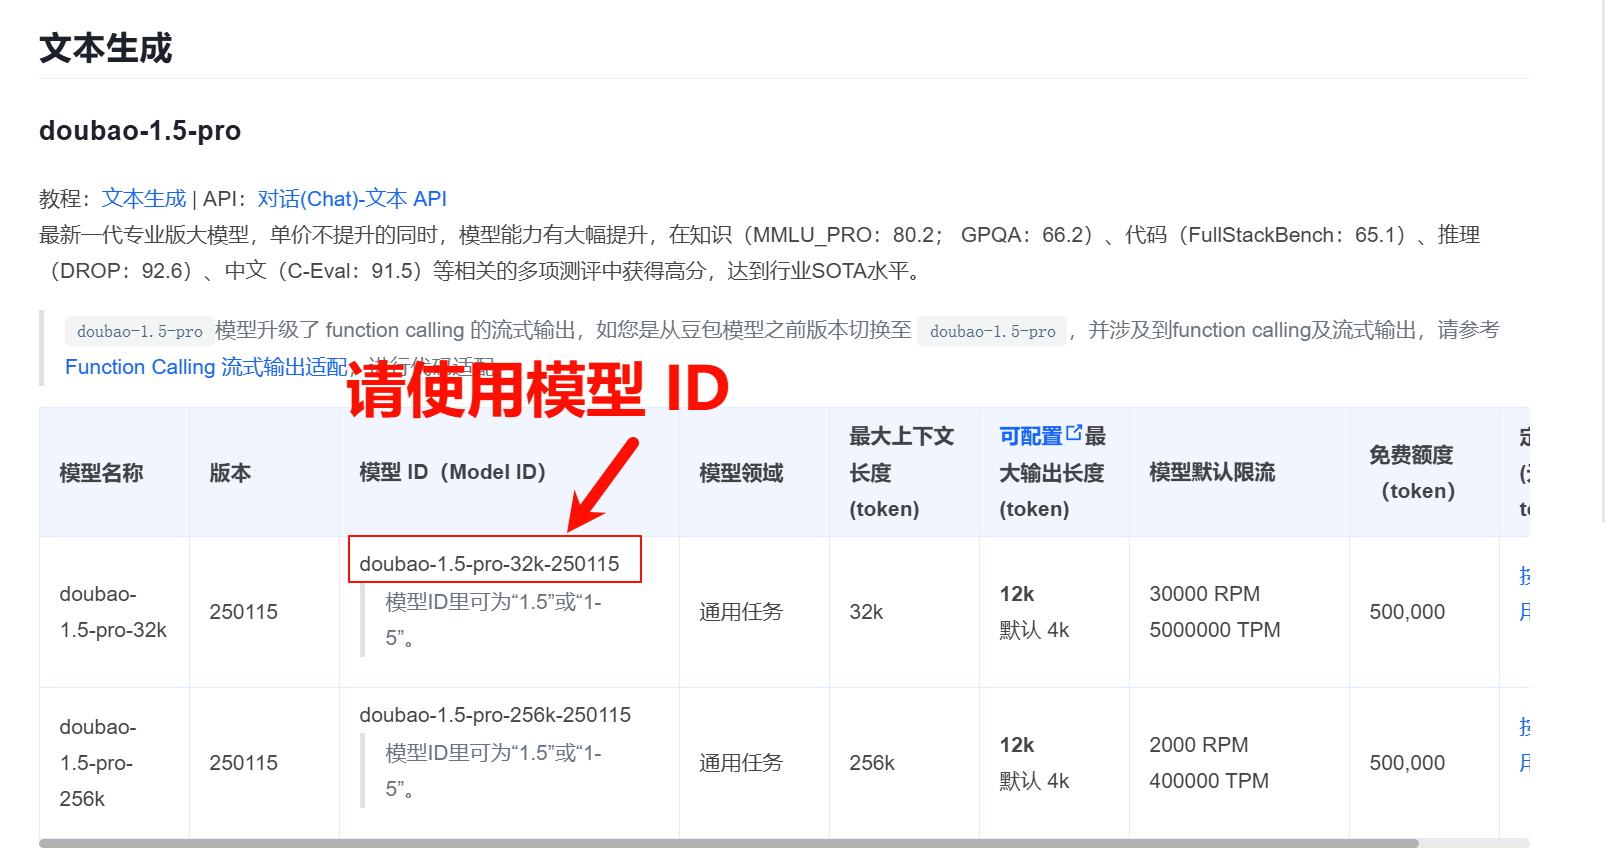 文本生成
doubao-1.5-pro
教程：文本生成 | API：对话(Chat)-文本 API
最新一代专业版大模型，单价不提升的同时，模型能力有大幅提升，在知识（MMLU_PRO：80.2； GPQA：66.2）、代码（FullStackBench：65.1）、推理
（DROP：92.6）、中文（C-Eval：91.5）等相关的多项测评中获得高分，达到行业SOTA水平。
doubao-1.5-pro模型升级了 function calling 的流式输出，如您是从豆包模型之前版本切换至 doubao-1.5-pro，并涉及到function calling及流式输出，请参考
Function Calling 流式输出适配，进行代码适配
请使用模型 ID
模型名称
版本
模型 ID（Model ID）
模型领域
最大上下文
长度
(token)
可配置最
大输出长度
(token)
模型默认限流
免费额度
（token）
doubao-
1.5-pro-32k
250115
doubao-1.5-pro-32k-250115
模型ID里可为“1.5”或“1-
5”。
通用任务
32k
12k
默认 4k
30000 RPM
5000000 TPM
500,000
doubao-
1.5-pro-
256k
250115
doubao-1.5-pro-256k-250115
模型ID里可为“1.5”或“1-
5”。
通用任务
256k
12k
默认 4k
2000 RPM
400000 TPM
500,000